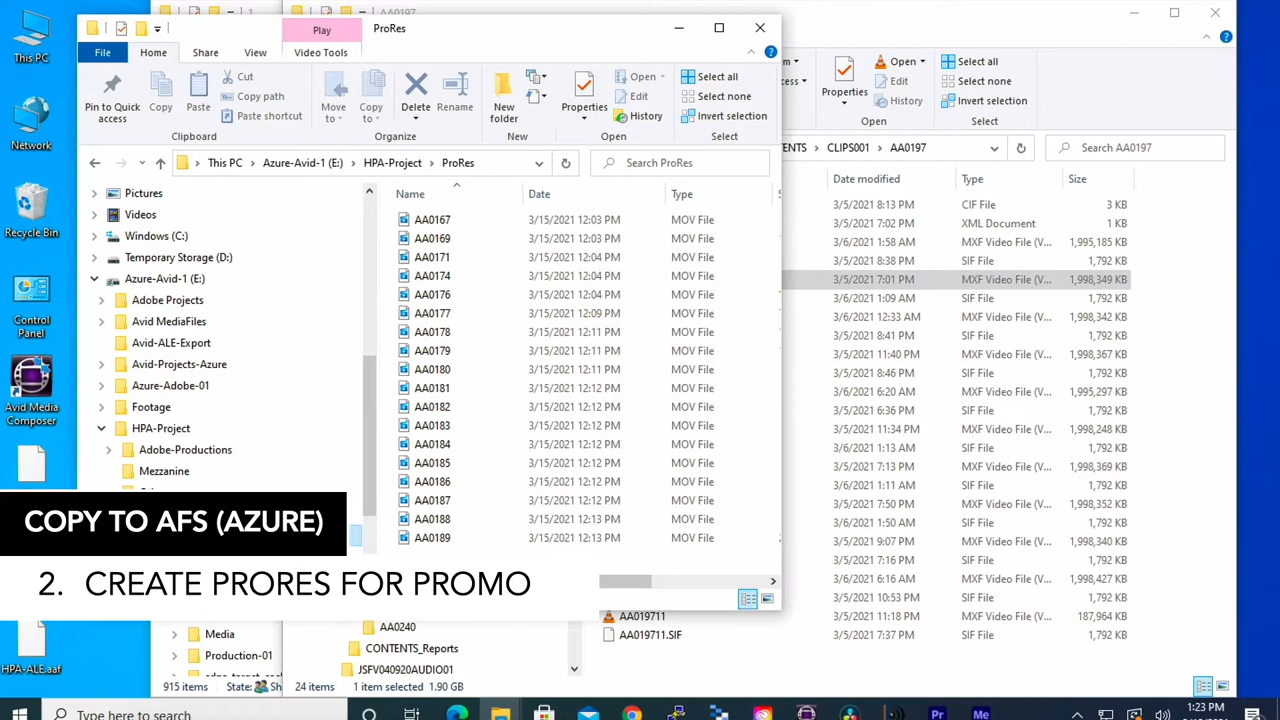 This PC
Network
Recycle Bin
Control
Panel
Avid Media
Composer
HPA-ALE.aaf
Play
ProRes
File
Home
Share
View
Video Tools
Pin to Quick
access
Copy
Paste
Cut
Copy path
Paste shortcut
Clipboard
Move
to
Copy
to
Delete
Rename
Organize
New
folder
New
Properties
Open
Edit
History
Open
Select all
Select none
Invert selection
Select
This PC > Azure-Avid-1 (E:) > HPA-Project > ProRes
Search ProRes
Pictures
Videos
Windows (C:)
Temporary Storage (D:)
Azure-Avid-1 (E:)
Adobe Projects
Avid MediaFiles
Avid-ALE-Export
Avid-Projects-Azure
Azure-Adobe-01
Footage
HPA-Project
Adobe-Productions
Mezzanine
Name Date Type
AA0167 3/15/2021 12:03 PM MOV File
AA0169 3/15/2021 12:03 PM MOV File
AA0171 3/15/2021 12:04 PM MOV File
AA0174 3/15/2021 12:04 PM MOV File
AA0176 3/15/2021 12:04 PM MOV File
AA0177 3/15/2021 12:09 PM MOV File
AA0178 3/15/2021 12:11 PM MOV File
AA0179 3/15/2021 12:11 PM MOV File
AA0180 3/15/2021 12:11 PM MOV File
AA0181 3/15/2021 12:12 PM MOV File
AA0182 3/15/2021 12:12 PM MOV File
AA0183 3/15/2021 12:12 PM MOV File
AA0184 3/15/2021 12:12 PM MOV File
AA0185 3/15/2021 12:12 PM MOV File
AA0186 3/15/2021 12:12 PM MOV File
AA0187 3/15/2021 12:12 PM MOV File
AA0188 3/15/2021 12:13 PM MOV File
AA0189 3/15/2021 12:13 PM MOV File
Properties
Open
Edit
History
Open
Select all
Select none
Invert selection
Select
CLIPS001 > AA0197
Search AA0197
Date modified Type Size
3/5/2021 8:13 PM CIF File 3 KB
3/5/2021 7:02 PM XML Document 1 KB
3/6/2021 1:58 AM MXF Video File (V... 1,995,185 KB
3/5/2021 8:38 PM SIF File 1,792 KB
3/5/2021 7:01 PM MXF Video File (V... 1,998,349 KB
3/6/2021 1:09 AM SIF File 1,792 KB
3/6/2021 12:33 AM MXF Video File (V... 1,998,342 KB
3/5/2021 8:35 PM SIF File 1,792 KB
3/5/2021 11:40 PM MXF Video File (V... 1,998,367 KB
3/5/2021 8:46 PM SIF File 1,792 KB
3/6/2021 6:20 AM MXF Video File (V... 1,995,297 KB
3/5/2021 6:36 PM SIF File 1,792 KB
3/5/2021 11:34 PM MXF Video File (V... 1,998,248 KB
3/6/2021 1:13 AM SIF File 1,792 KB
3/5/2021 7:13 PM MXF Video File (V... 1,998,369 KB
3/6/2021 1:11 AM SIF File 1,792 KB
3/5/2021 7:50 PM MXF Video File (V... 1,998,352 KB
3/6/2021 12:24 AM SIF File 1,792 KB
3/5/2021 9:07 PM MXF Video File (V... 1,998,340 KB
3/5/2021 7:16 PM SIF File 1,792 KB
3/6/2021 6:16 AM MXF Video File (V... 1,998,427 KB
3/5/2021 10:53 PM SIF File 1,792 KB
3/5/2021 11:18 PM MXF Video File (V... 187,964 KB
3/5/2021 7:37 PM SIF File 1,792 KB
AA019711
AA019711.SIF
COPY TO AFS (AZURE)
2. CREATE PRORES FOR PROMO
Media
Production-01
AA0240
CONTENTS_Reports
JSFV040920AUDIO01
915 items State: Sh
24 items 1 item selected 1.90 GB
Type here to search
1:23 PM